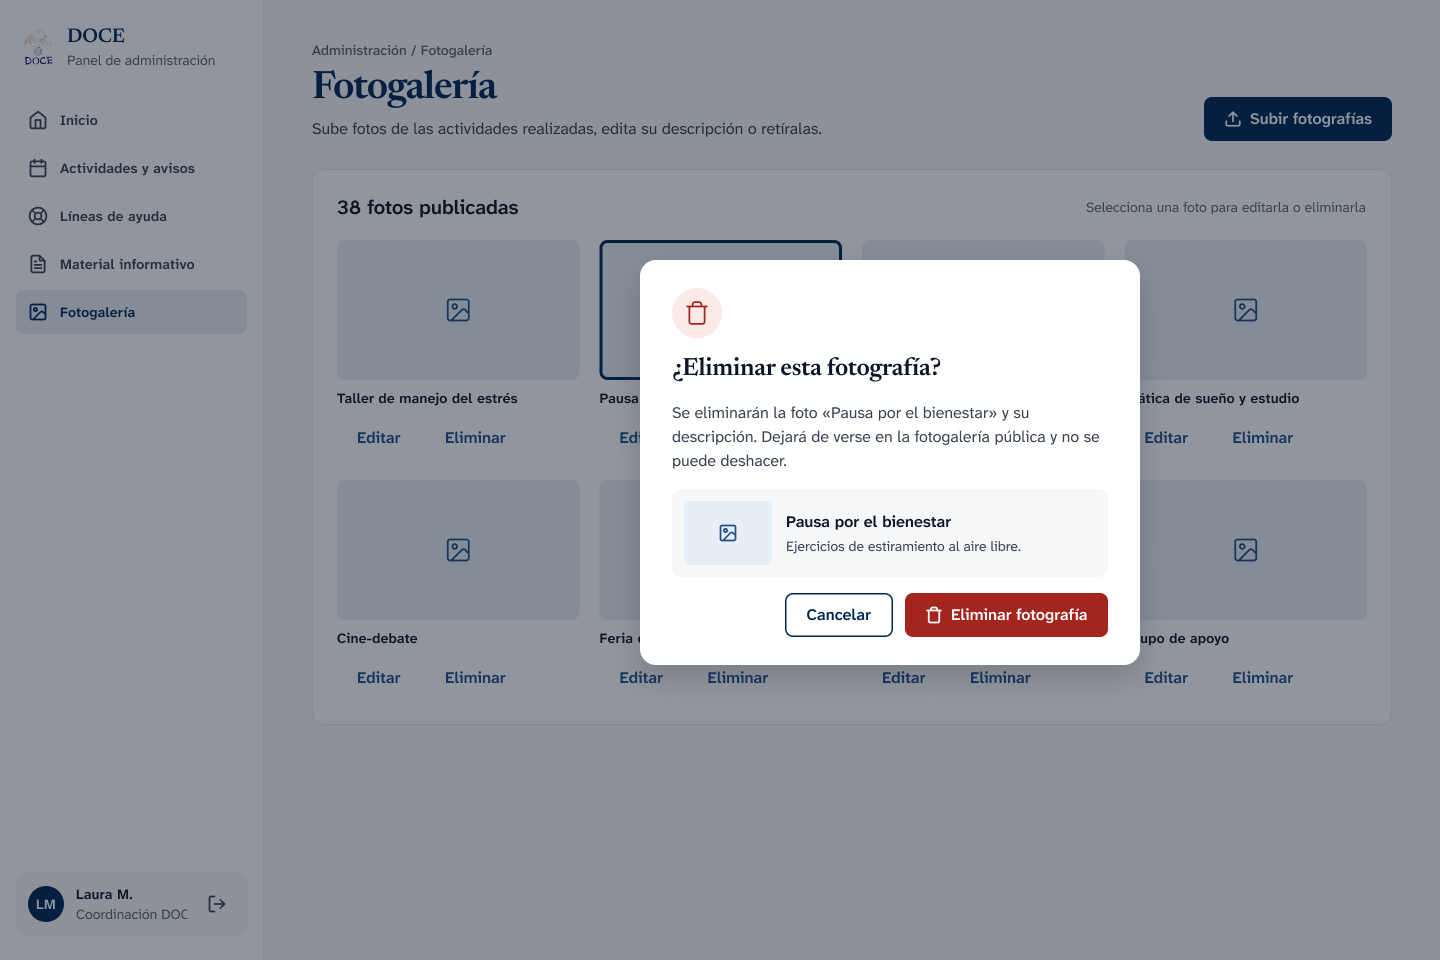 DOCE
DOCE
Panel de administración
Inicio
Actividades y avisos
Líneas de ayuda
Material informativo
Fotogalería
LM
Laura M.
Coordinación DOC
Administración / Fotogalería
Fotogalería
Sube fotos de las actividades realizadas, edita su descripción o retíralas.
Subir fotografías
38 fotos publicadas
Selecciona una foto para editarla o eliminarla
Taller de manejo del estrés
Pausa
ática de sueño y estudio
Editar Eliminar
Editar Eliminar
¿Eliminar esta fotografía?
Se eliminarán la foto «Pausa por el bienestar» y su
descripción. Dejará de verse en la fotogalería pública y no se
puede deshacer.
Pausa por el bienestar
Ejercicios de estiramiento al aire libre.
Cancelar
Eliminar fotografía
Cine-debate
Feria
upo de apoyo
Editar Eliminar
Editar Eliminar
Editar Eliminar
Editar Eliminar